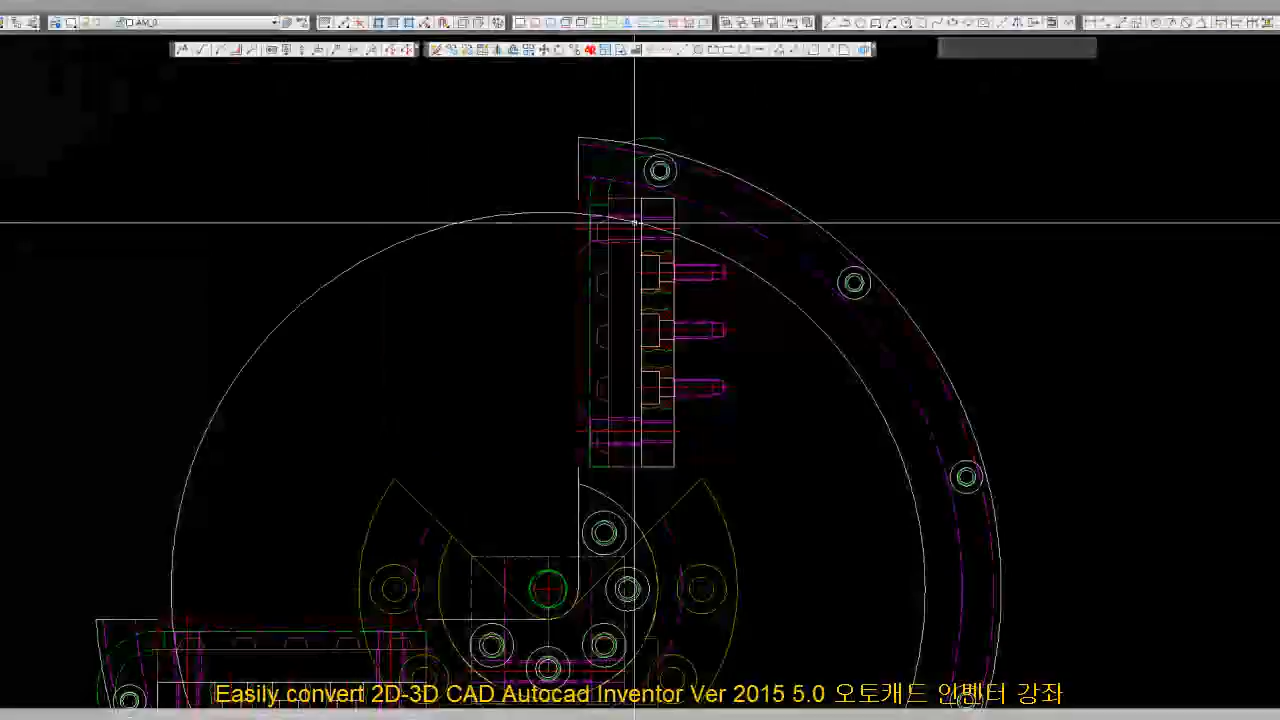 AM_0
Easily convert 2D-3D CAD Autocad Inventor Ver 2015 5.0 오토캐드 인벤터 강좌